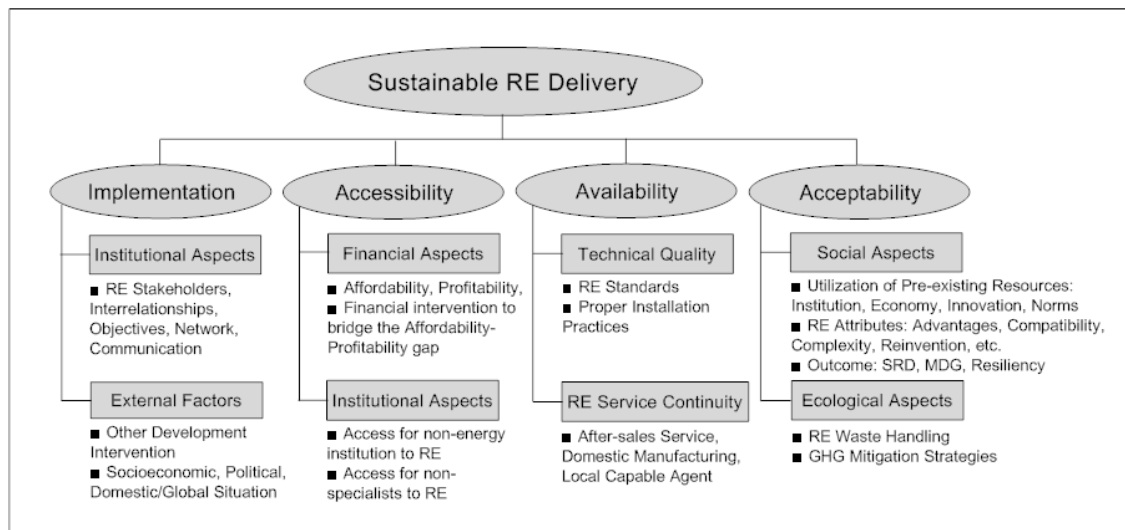 Sustainable RE Delivery
Implementation
Institutional Aspects
■ RE Stakeholders,
Interrelationships,
Objectives, Network,
Communication
External Factors
■ Other Development
Intervention
■ Socioeconomic, Political,
Domestic/Global Situation
Accessibility
Financial Aspects
■ Affordability, Profitability,
■ Financial intervention to
bridge the Affordability-
Profitability gap
Institutional Aspects
■ Access for non-energy
institution to RE
■ Access for non-
specialists to RE
Availability
Technical Quality
■ RE Standards
■ Proper Installation
Practices
RE Service Continuity
■ After-sales Service,
Domestic Manufacturing,
Local Capable Agent
Acceptability
Social Aspects
■ Utilization of Pre-existing Resources:
Institution, Economy, Innovation, Norms
■ RE Attributes: Advantages, Compatibility,
Complexity, Reinvention, etc.
■ Outcome: SRD, MDG, Resiliency
Ecological Aspects
■ RE Waste Handling
■ GHG Mitigation Strategies